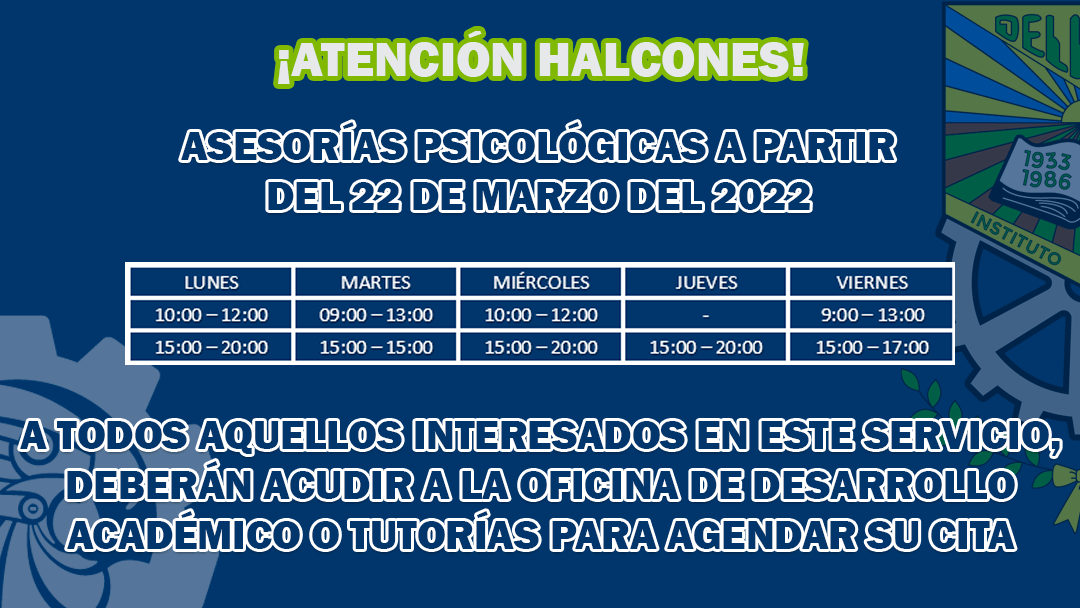 ¡ATENCIÓN HALCONES!
ASESORÍAS PSICOLÓGICAS A PARTIR
DEL 22 DE MARZO DEL 2022
LUNES MARTES MIÉRCOLES JUEVES VIERNES
10:00 – 12:00 09:00 – 13:00 10:00 – 12:00 - 9:00 – 13:00
15:00 – 20:00 15:00 – 15:00 15:00 – 20:00 15:00 – 20:00 15:00 – 17:00
A TODOS AQUELLOS INTERESADOS EN ESTE SERVICIO,
DEBERÁN ACUDIR A LA OFICINA DE DESARROLLO
ACADÉMICO O TUTORÍAS PARA AGENDAR SU CITA
1933
1986
INSTITUTO